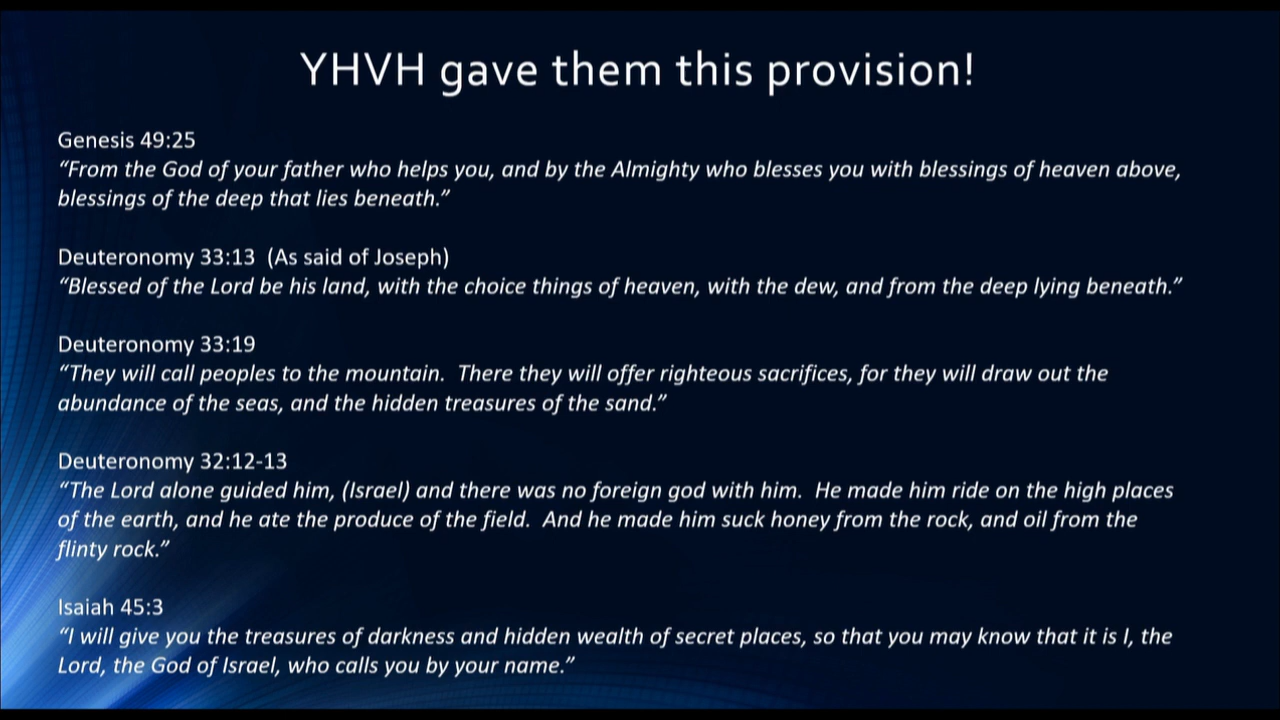 YHVH gave them this provision!
Genesis 49:25
“From the God of your father who helps you, and by the Almighty who blesses you with blessings of heaven above,
blessings of the deep that lies beneath.”
Deuteronomy 33:13  (As said of Joseph)
“Blessed of the Lord be his land, with the choice things of heaven, with the dew, and from the deep lying beneath.”
Deuteronomy 33:19
“They will call peoples to the mountain.  There they will offer righteous sacrifices, for they will draw out the
abundance of the seas, and the hidden treasures of the sand.”
Deuteronomy 32:12-13
“The Lord alone guided him, (Israel) and there was no foreign god with him.  He made him ride on the high places
of the earth, and he ate the produce of the field.  And he made him suck honey from the rock, and oil from the
flinty rock.”
Isaiah 45:3
“I will give you the treasures of darkness and hidden wealth of secret places, so that you may know that it is I, the
Lord, the God of Israel, who calls you by your name.”